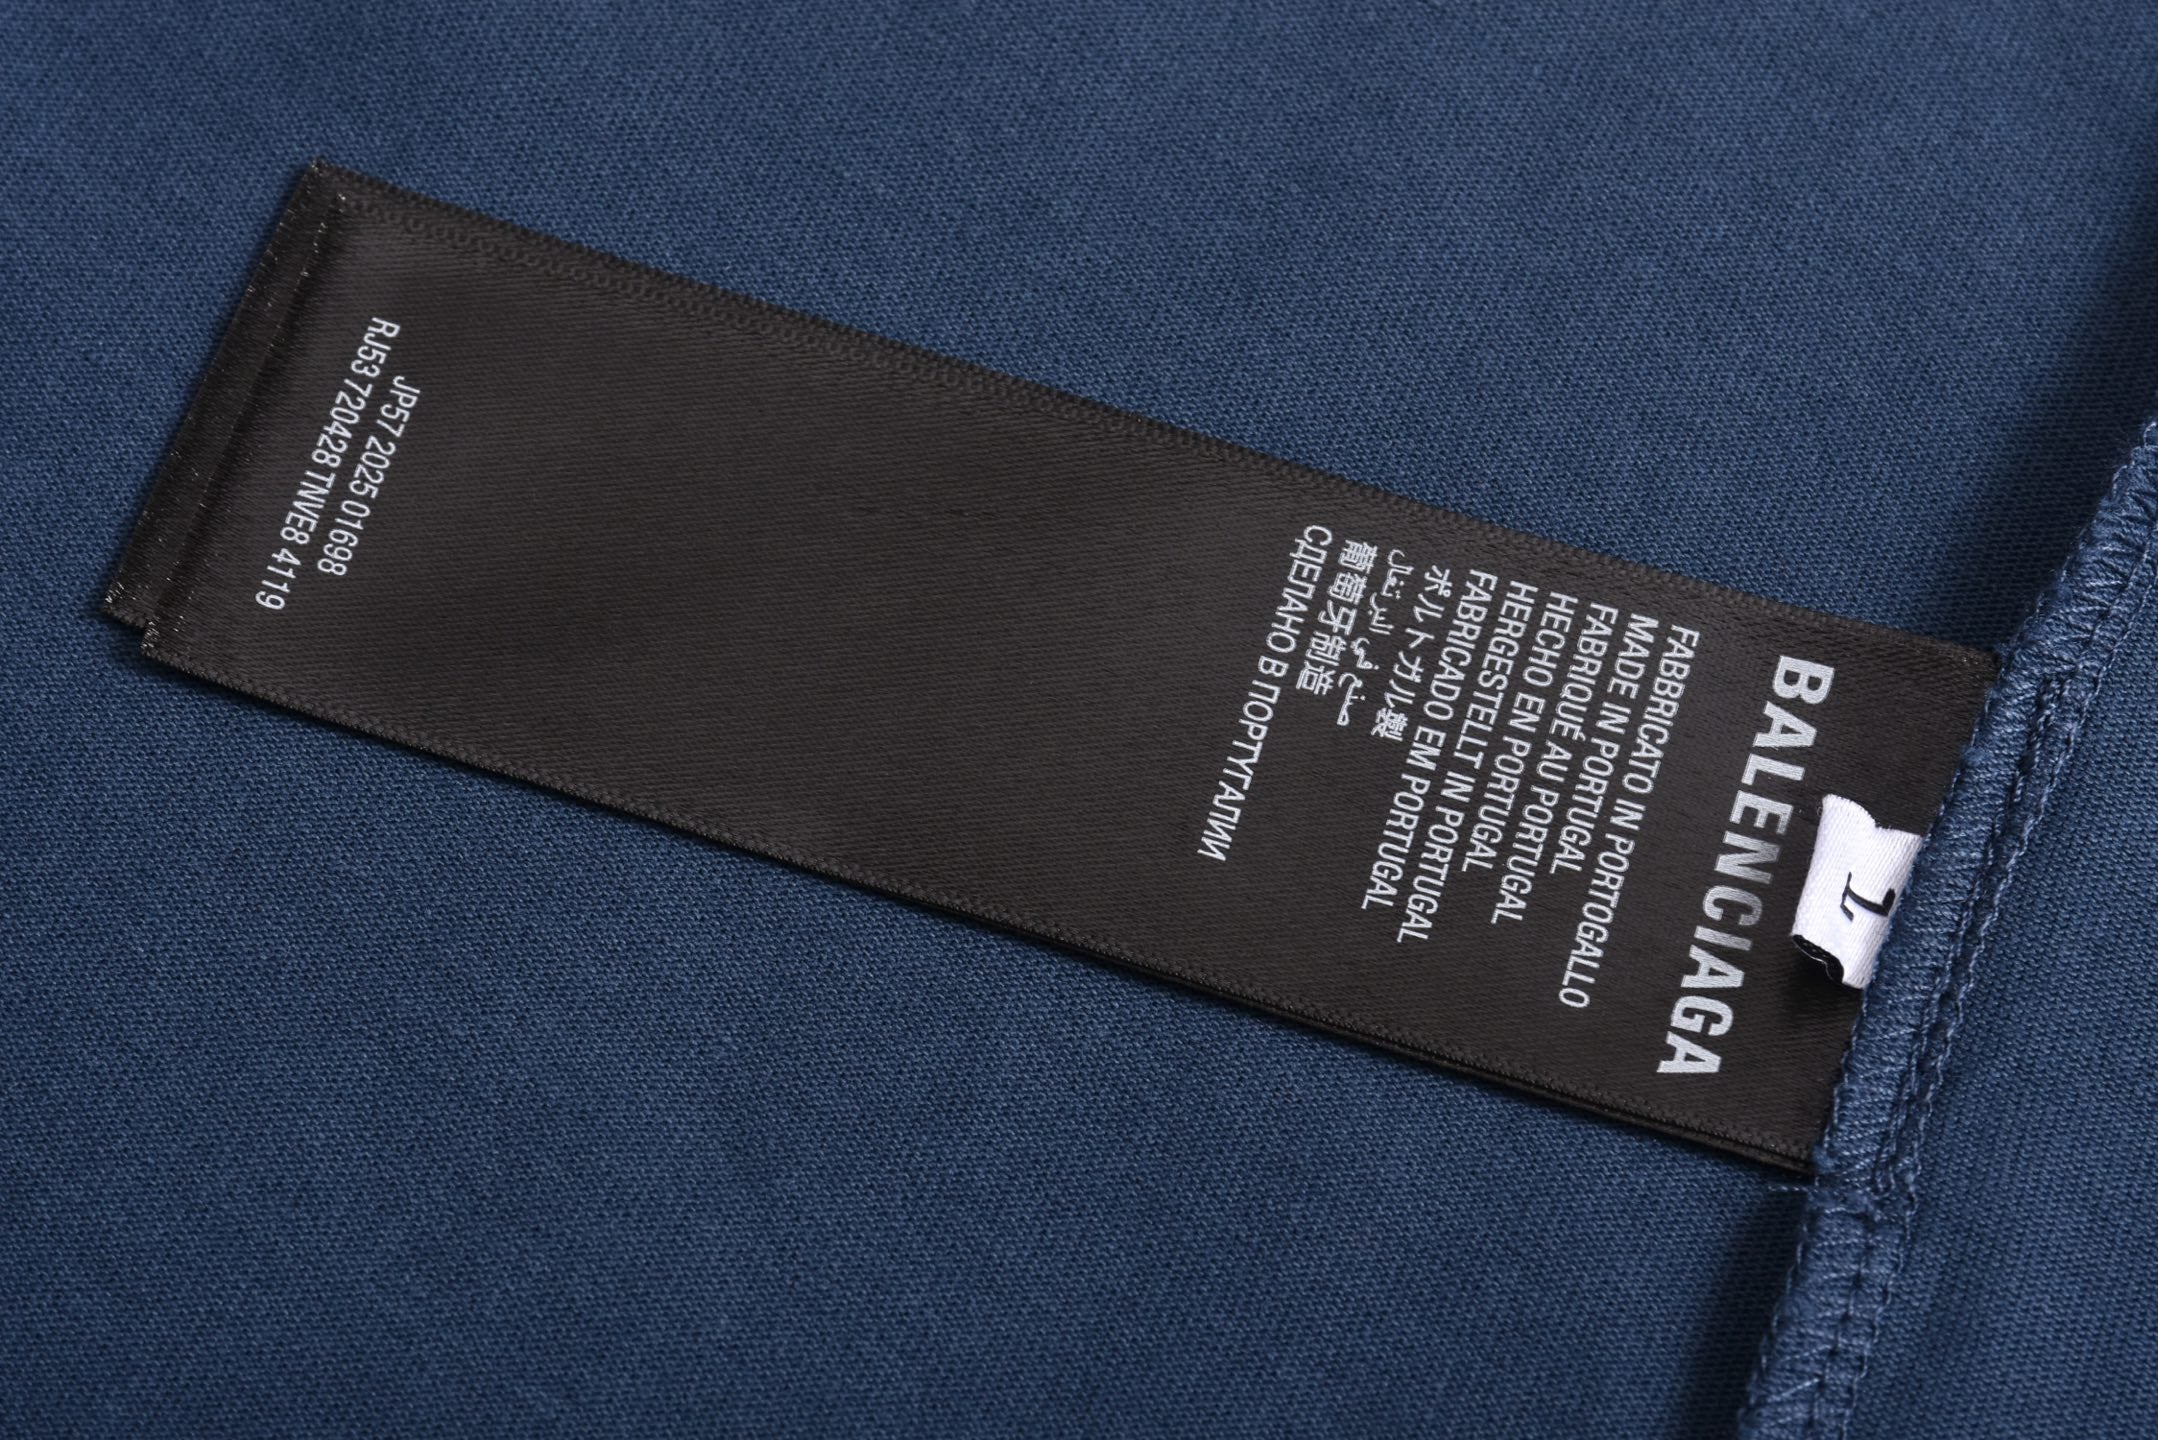 BALENCIAGA
FABBRICATO IN PORTOGALLO
MADE IN PORTUGAL
FABRIQUÉ AU PORTUGAL
HECHO EN PORTUGAL
HERGESTELLT IN PORTUGAL
FABRICADO EM PORTUGAL
ポルトガル製
صنع في البرتغال
葡萄牙制造
СДЕЛАНО В ПОРТУГАЛИИ
JP57 2025 01698
RJ53 720428 TNVE8 4119